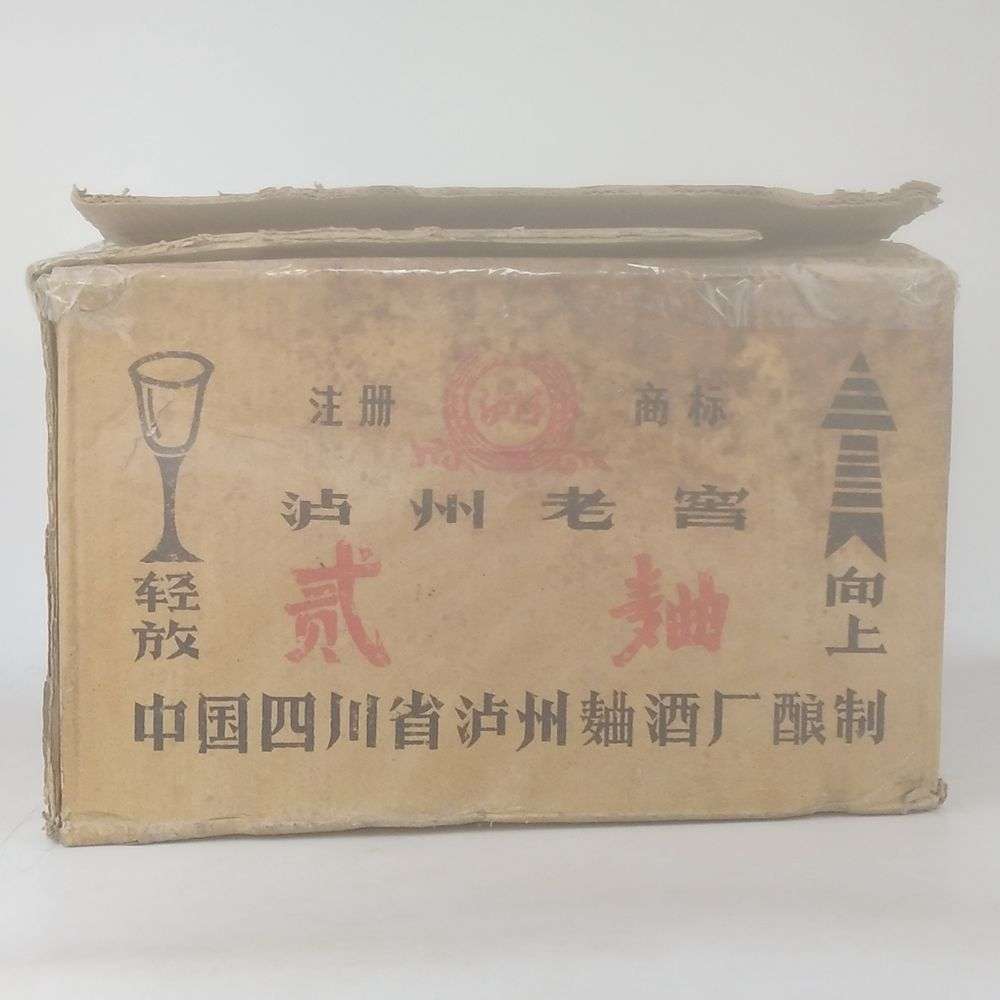 注册 商标
泸州老窖
贰麯
轻放
向上
中国四川省泸州麯酒厂酿制